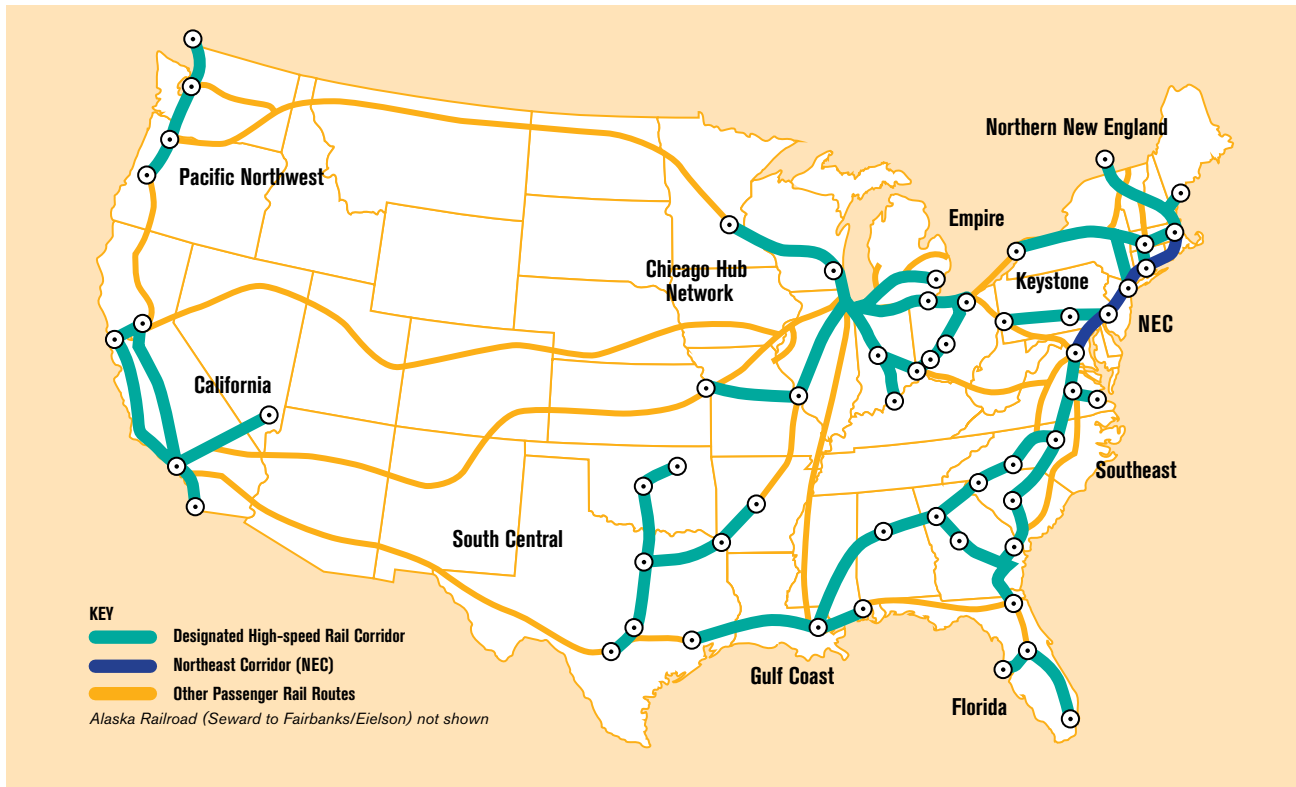 Northern New England
Pacific Northwest
Empire
Chicago Hub
Network
Keystone
NEC
California
Southeast
South Central
Gulf Coast
Florida
KEY
Designated High-speed Rail Corridor
Northeast Corridor (NEC)
Other Passenger Rail Routes
Alaska Railroad (Seward to Fairbanks/Eielson) not shown